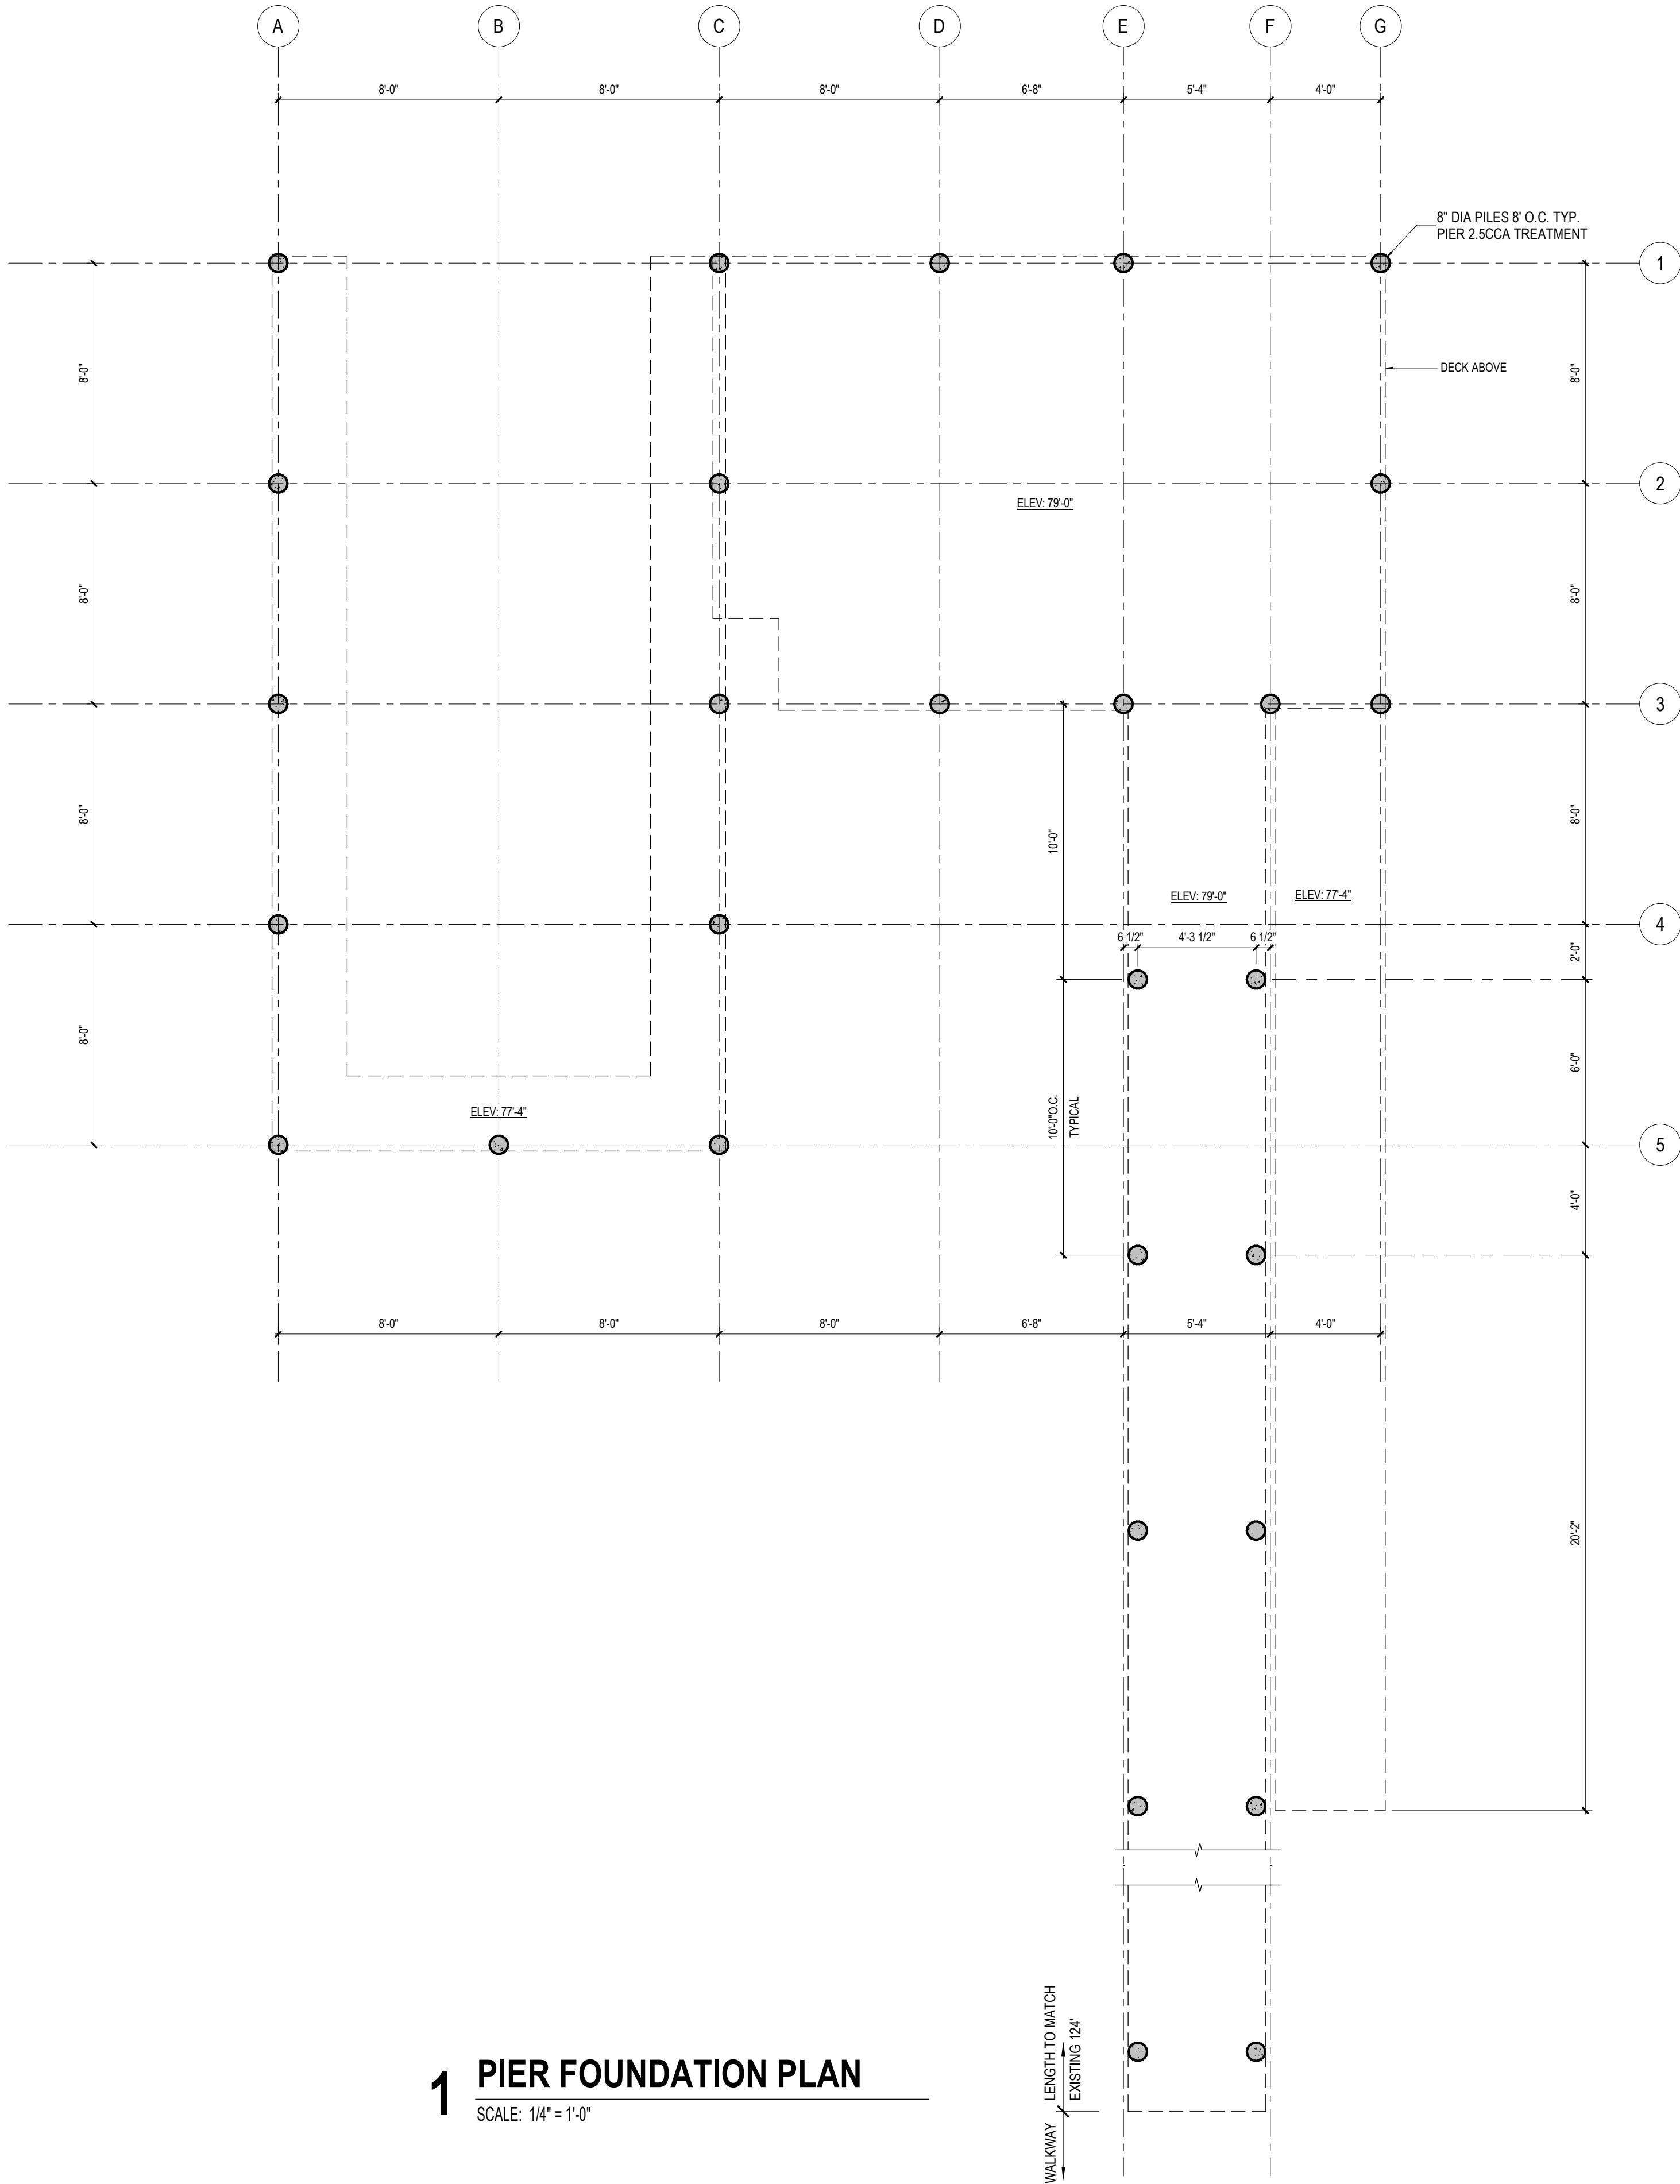 A
B
C
D
E
F
G
8'-0"
8'-0"
8'-0"
6'-8"
5'-4"
4'-0"
8" DIA PILES 8' O.C. TYP.
PIER 2.5CCA TREATMENT
1
8'-0"
DECK ABOVE
8'-0"
2
ELEV: 79'-0"
8'-0"
8'-0"
3
8'-0"
10'-0"
8'-0"
ELEV: 79'-0"
ELEV: 77'-4"
4
6 1/2"
4'-3 1/2"
6 1/2"
2'-0"
8'-0"
6'-0"
ELEV: 77'-4"
10'-0"O.C.
TYPICAL
5
4'-0"
8'-0"
8'-0"
8'-0"
6'-8"
5'-4"
4'-0"
20'-2"
LENGTH TO MATCH
EXISTING 124'
WALKWAY
1
PIER FOUNDATION PLAN
SCALE: 1/4" = 1'-0"